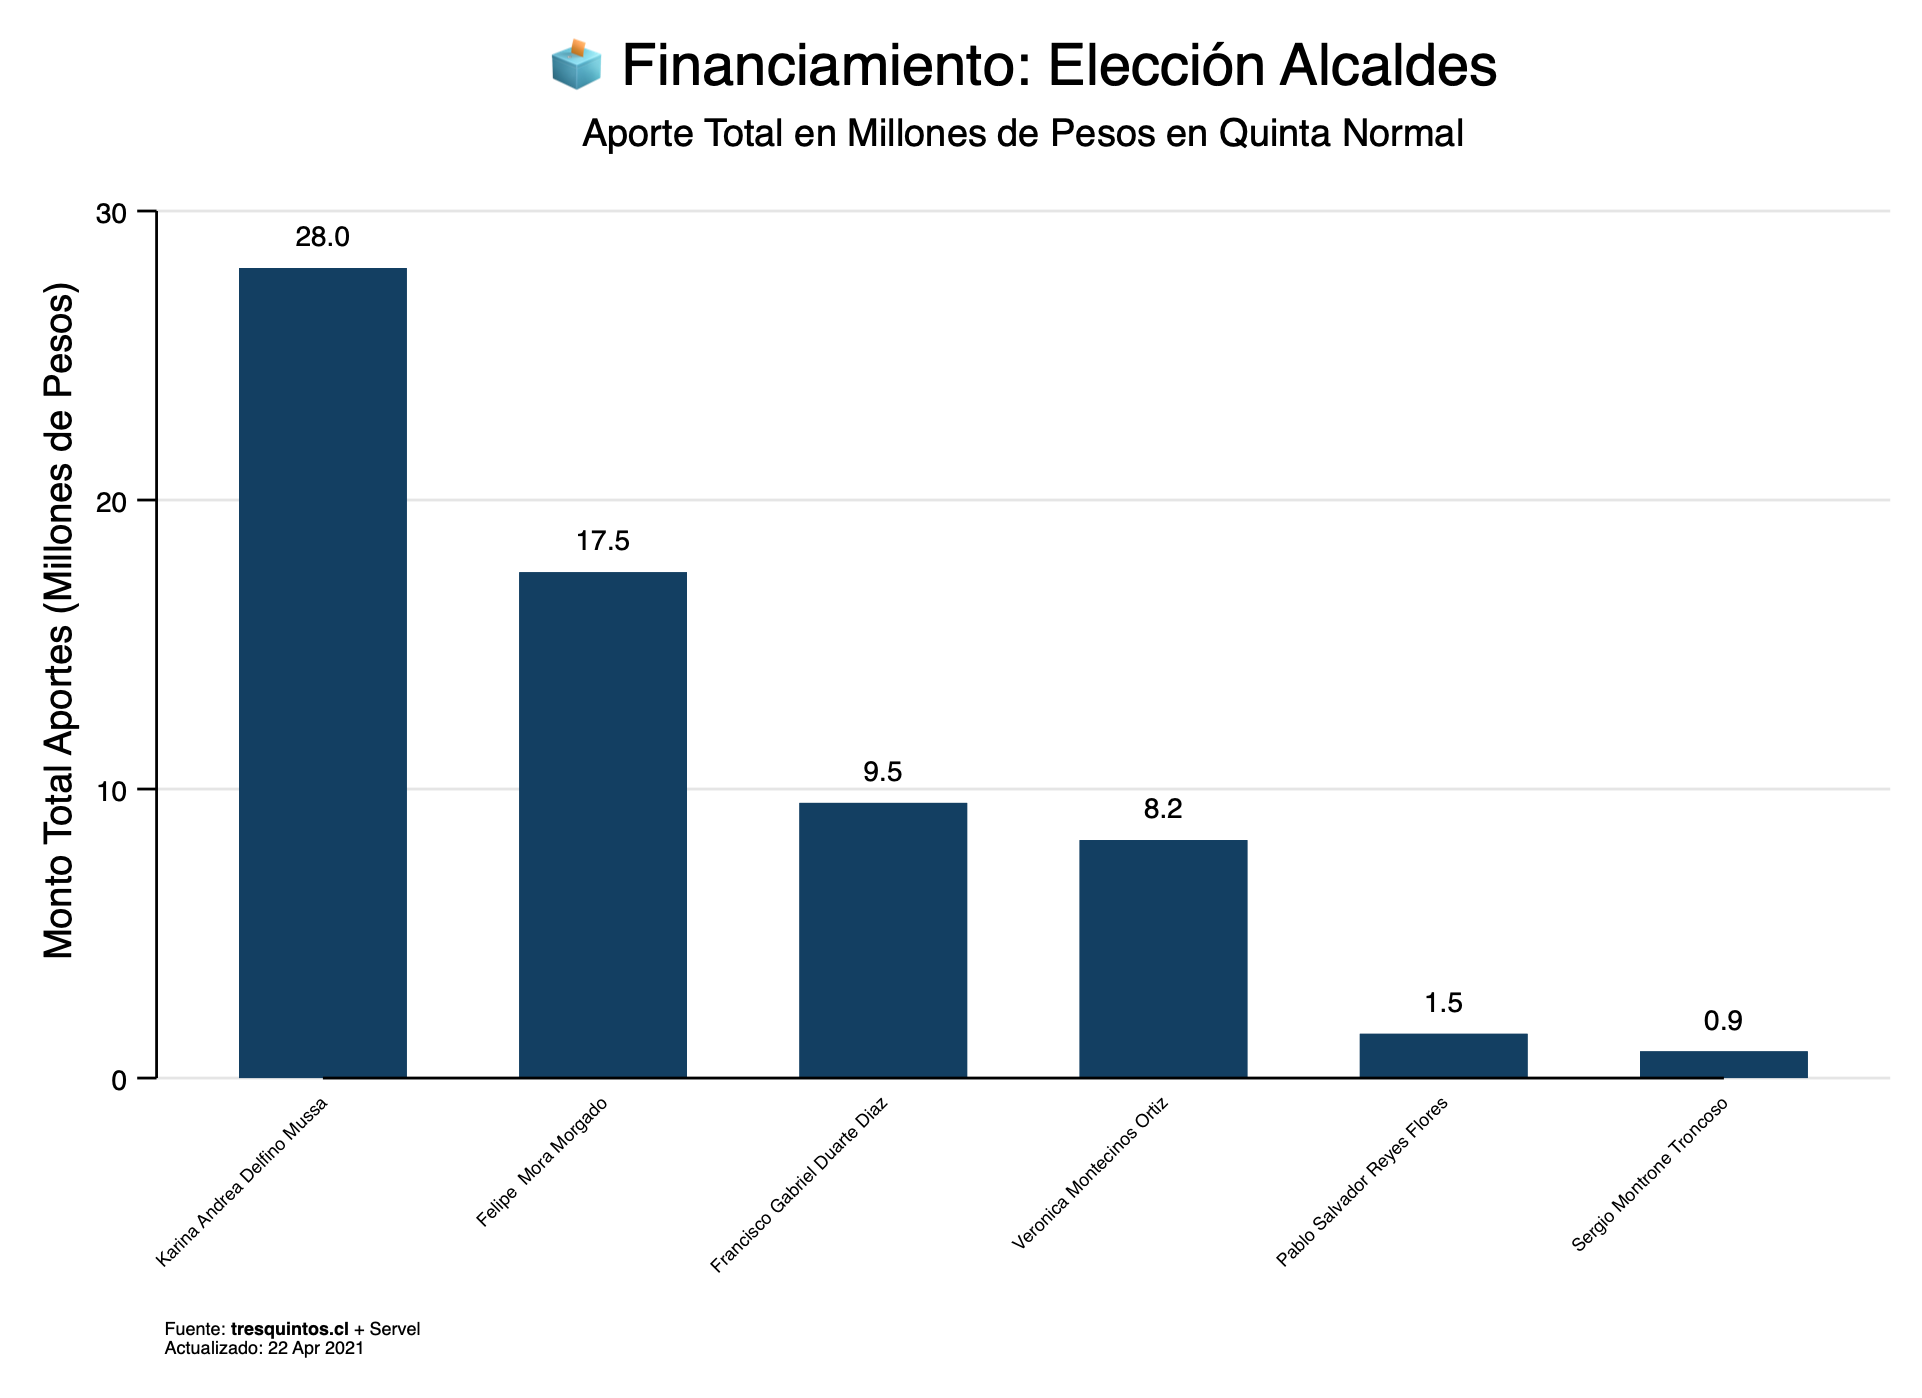 Financiamiento: Elección Alcaldes
Aporte Total en Millones de Pesos en Quinta Normal
Monto Total Aportes (Millones de Pesos)
30
20
10
0
28.0
17.5
9.5
8.2
1.5
0.9
Karina Andrea Delfino Mussa
Felipe  Mora Morgado
Francisco Gabriel Duarte Diaz
Veronica Montecinos Ortiz
Pablo Salvador Reyes Flores
Sergio Montrone Troncoso
Fuente: tresquintos.cl + Servel
Actualizado: 22 Apr 2021